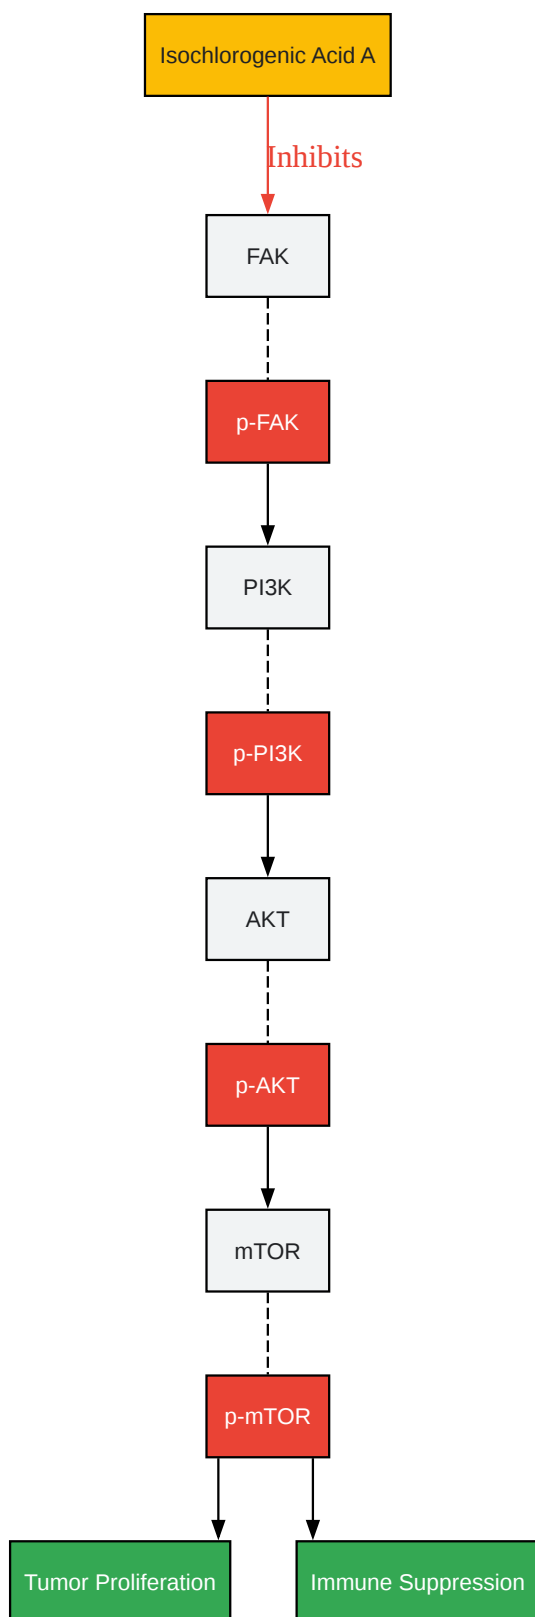 Isochlorogenic Acid A
Inhibits
FAK
p-FAK
PI3K
p-PI3K
AKT
p-AKT
mTOR
p-mTOR
Tumor Proliferation
Immune Suppression